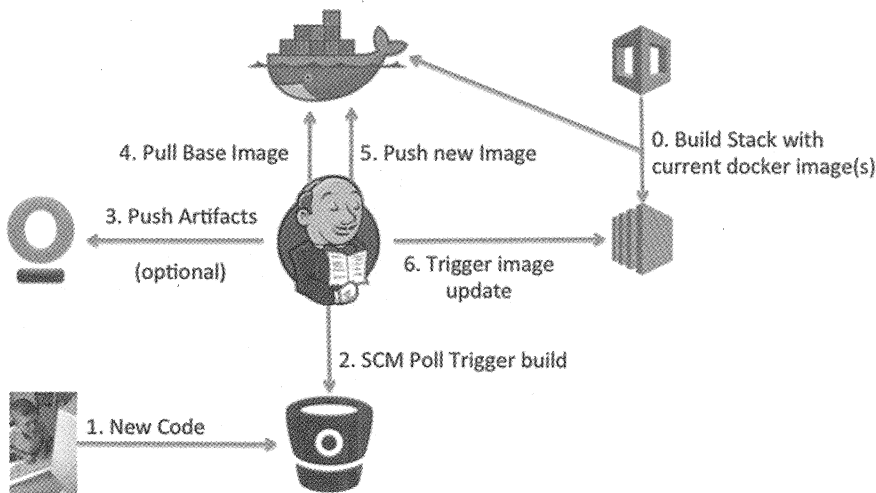 0. Build Stack with
current docker image(s)
4. Pull Base Image
5. Push new Image
3. Push Artifacts
(optional)
6. Trigger image
update
2. SCM Poll Trigger build
1. New Code